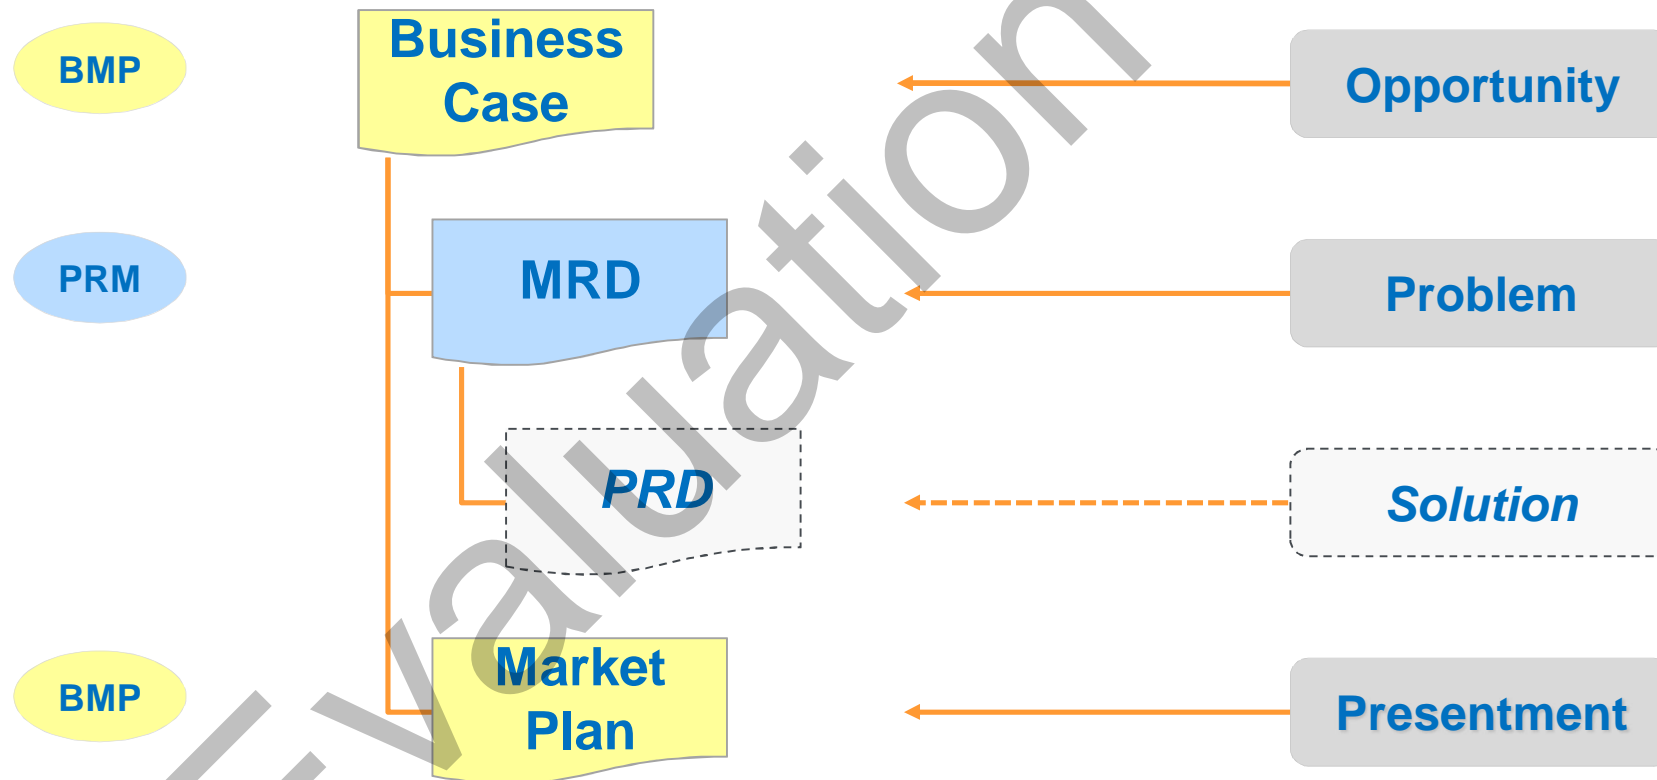 BMP
Business
Case
Opportunity
PRM
MRD
Problem
PRD
Solution
BMP
Market
Plan
Presentment
Evaluation